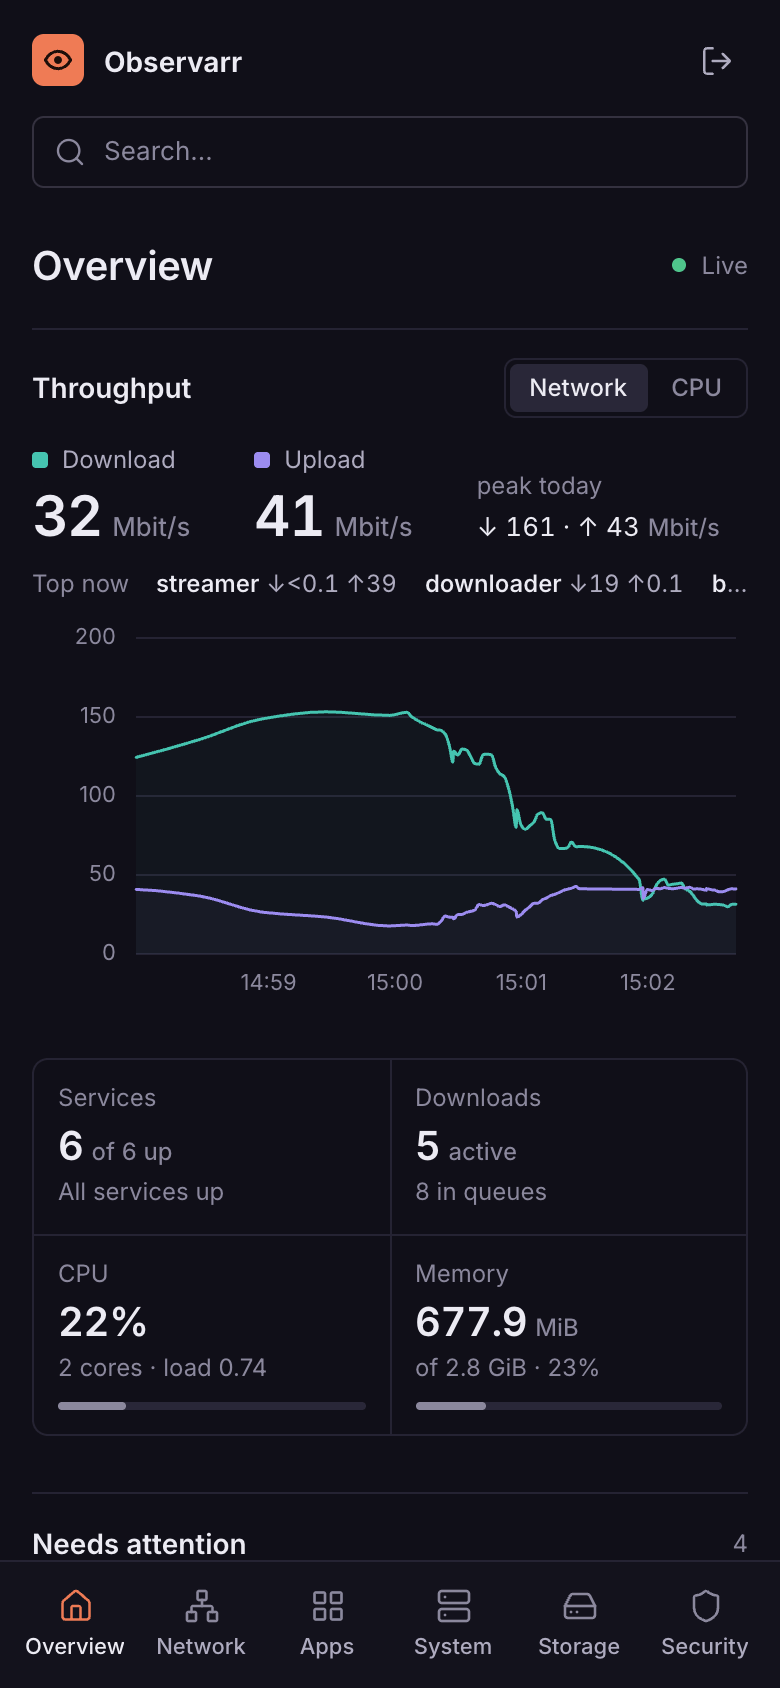 Observarr
Search...
Overview
Live
Throughput
Network CPU
Download Upload
peak today
32 Mbit/s 41 Mbit/s ↓ 161 · ↑ 43 Mbit/s
Top now streamer ↓<0.1 ↑39 downloader ↓19 ↑0.1 b...
200
150
100
50
0
14:59 15:00 15:01 15:02
Services
6 of 6 up
All services up
Downloads
5 active
8 in queues
CPU
22%
2 cores · load 0.74
Memory
677.9 MiB
of 2.8 GiB · 23%
Needs attention 4
Overview Network Apps System Storage Security